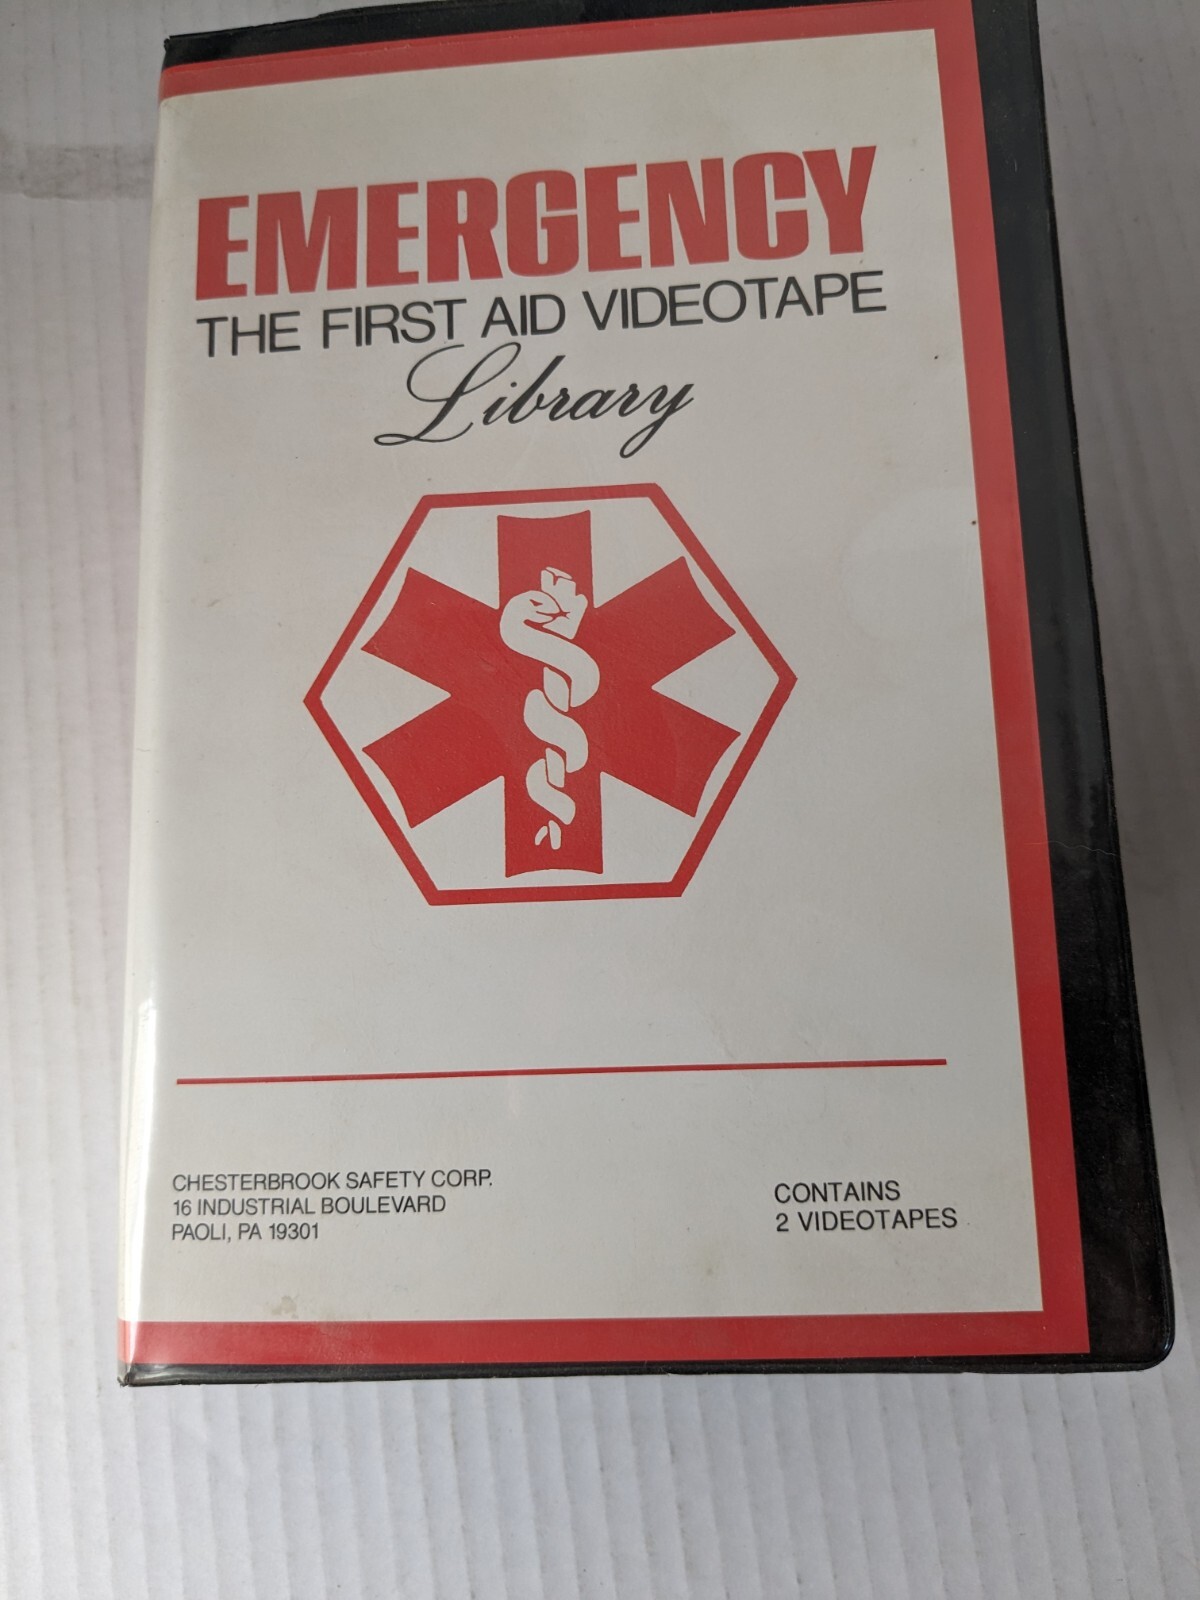 EMERGENCY
THE FIRST AID VIDEOTAPE
Library
CHESTERBROOK SAFETY CORP.
16 INDUSTRIAL BOULEVARD
PAOLI, PA 19301
CONTAINS
2 VIDEOTAPES